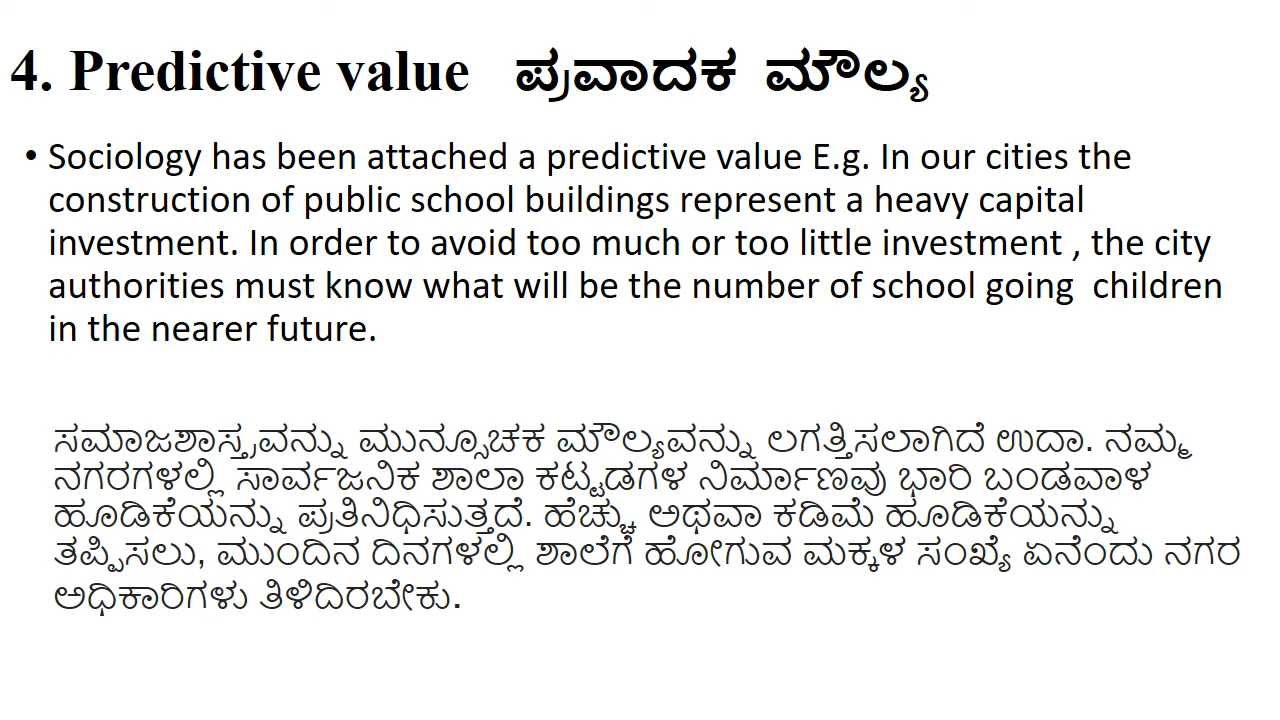 4. Predictive value ಪ್ರವಾದಕ ಮೌಲ್ಯ
• Sociology has been attached a predictive value E.g. In our cities the
construction of public school buildings represent a heavy capital
investment. In order to avoid too much or too little investment , the city
authorities must know what will be the number of school going children
in the nearer future.
ಸಮಾಜಶಾಸ್ತ್ರವನ್ನು ಮುನ್ಸೂಚಕ ಮೌಲ್ಯವನ್ನು ಲಗತ್ತಿಸಲಾಗಿದೆ ಉದಾ. ನಮ್ಮ
ನಗರಗಳಲ್ಲಿ ಸಾರ್ವಜನಿಕ ಶಾಲಾ ಕಟ್ಟಡಗಳ ನಿರ್ಮಾಣವು ಭಾರಿ ಬಂಡವಾಳ
ಹೂಡಿಕೆಯನ್ನು ಪ್ರತಿನಿಧಿಸುತ್ತದೆ. ಹೆಚ್ಚು ಅಥವಾ ಕಡಿಮೆ ಹೂಡಿಕೆಯನ್ನು
ತಪ್ಪಿಸಲು, ಮುಂದಿನ ದಿನಗಳಲ್ಲಿ ಶಾಲೆಗೆ ಹೋಗುವ ಮಕ್ಕಳ ಸಂಖ್ಯೆ ಏನೆಂದು ನಗರ
ಅಧಿಕಾರಿಗಳು ತಿಳಿದಿರಬೇಕು.